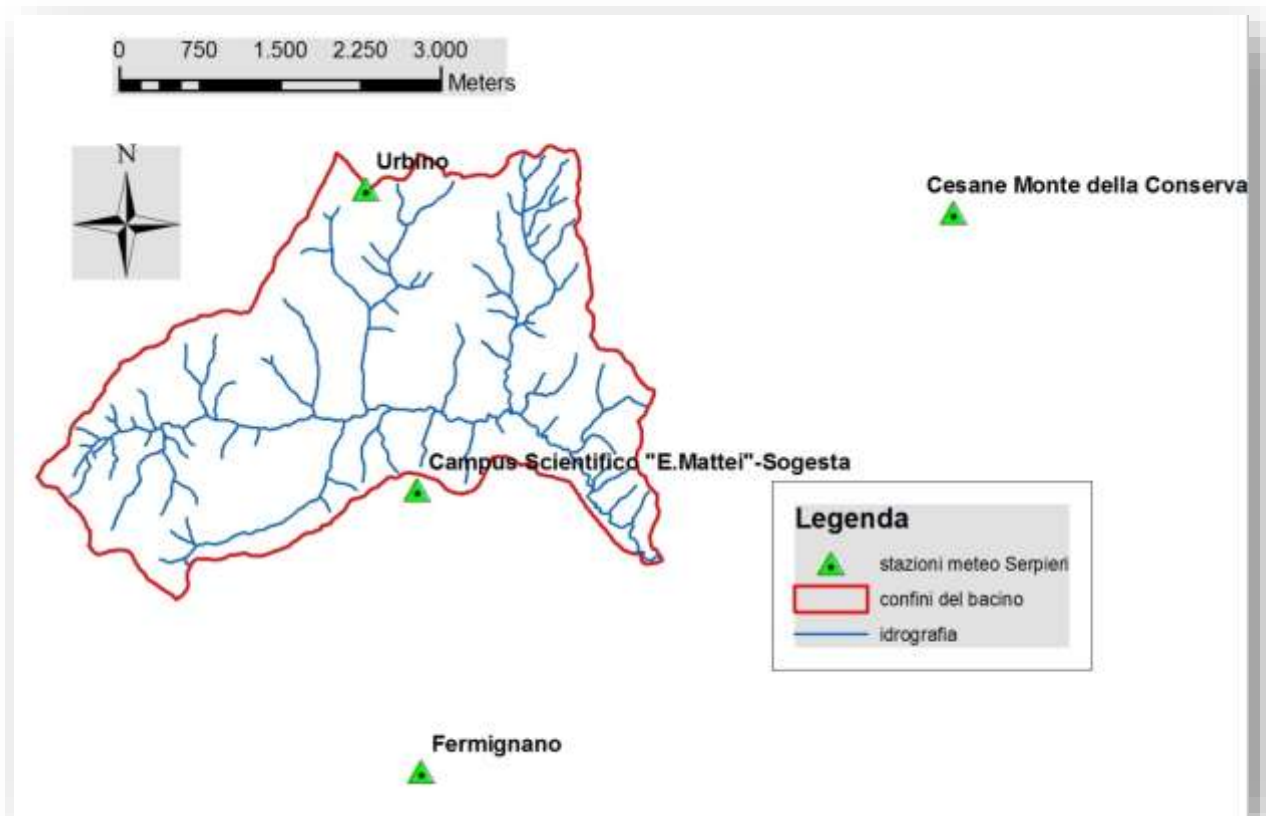 0 750 1.500 2.250 3.000
Meters
N
Urbino
Cesane Monte della Conserva
Campus Scientifico "E.Mattei"-Sogesta
Legenda
stazioni meteo Serpieri
confini del bacino
idrografia
Fermignano